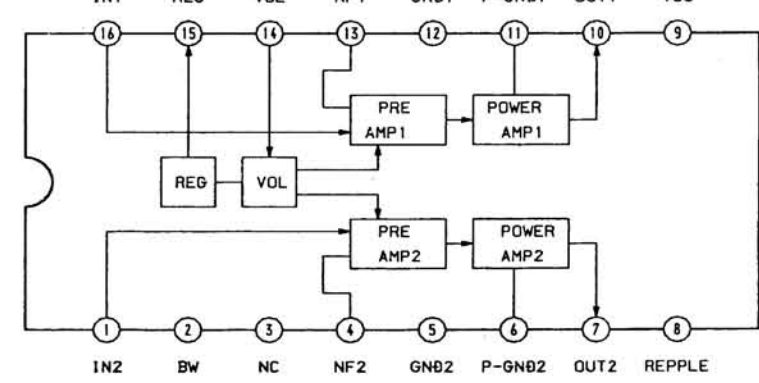 16 15 14 13 12 11 10 9
PRE
AMP1
POWER
AMP1
REG
VOL
PRE
AMP2
POWER
AMP2
1 2 3 4 5 6 7 8
IN2 BW NC NF2 GND2 P-GND2 OUT2 REPPLE